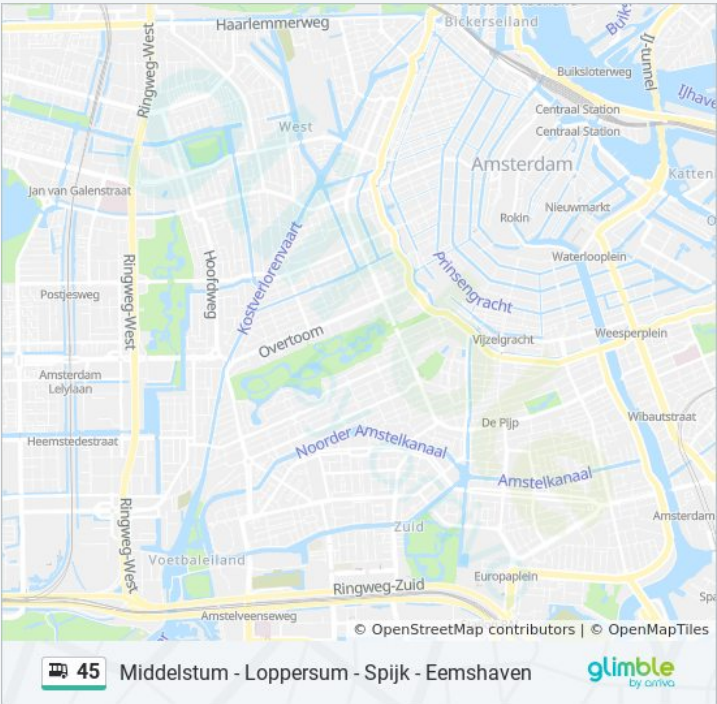 Haarlemmerweg
Bickerseiland
Buiks
IJ-tunnel
Ringweg-West
Buiksloterweg
IJhave
Centraal Station
West
Centraal Station
Amsterdam
Katten
Jan van Galenstraat
Nieuwmarkt
Rokin
Kostverlorenvaart
Hoofdweg
Waterlooplein
Prinsengracht
Ringweg-West
Postjesweg
Overtoom
Vijzelgracht
Weesperplein
Amsterdam
Lelylaan
Wibautstraat
De Pijp
Heemstedestraat
Noorder Amstelkanaal
Amstelkanaal
Ringweg-West
Amsterdam
Zuid
Voetbaleiland
Europaplein
Ringweg-Zuid
Spa
Amstelveenseweg
© OpenStreetMap contributors | © OpenMapTiles
45 Middelstum - Loppersum - Spijk - Eemshaven
glimble
by arriva